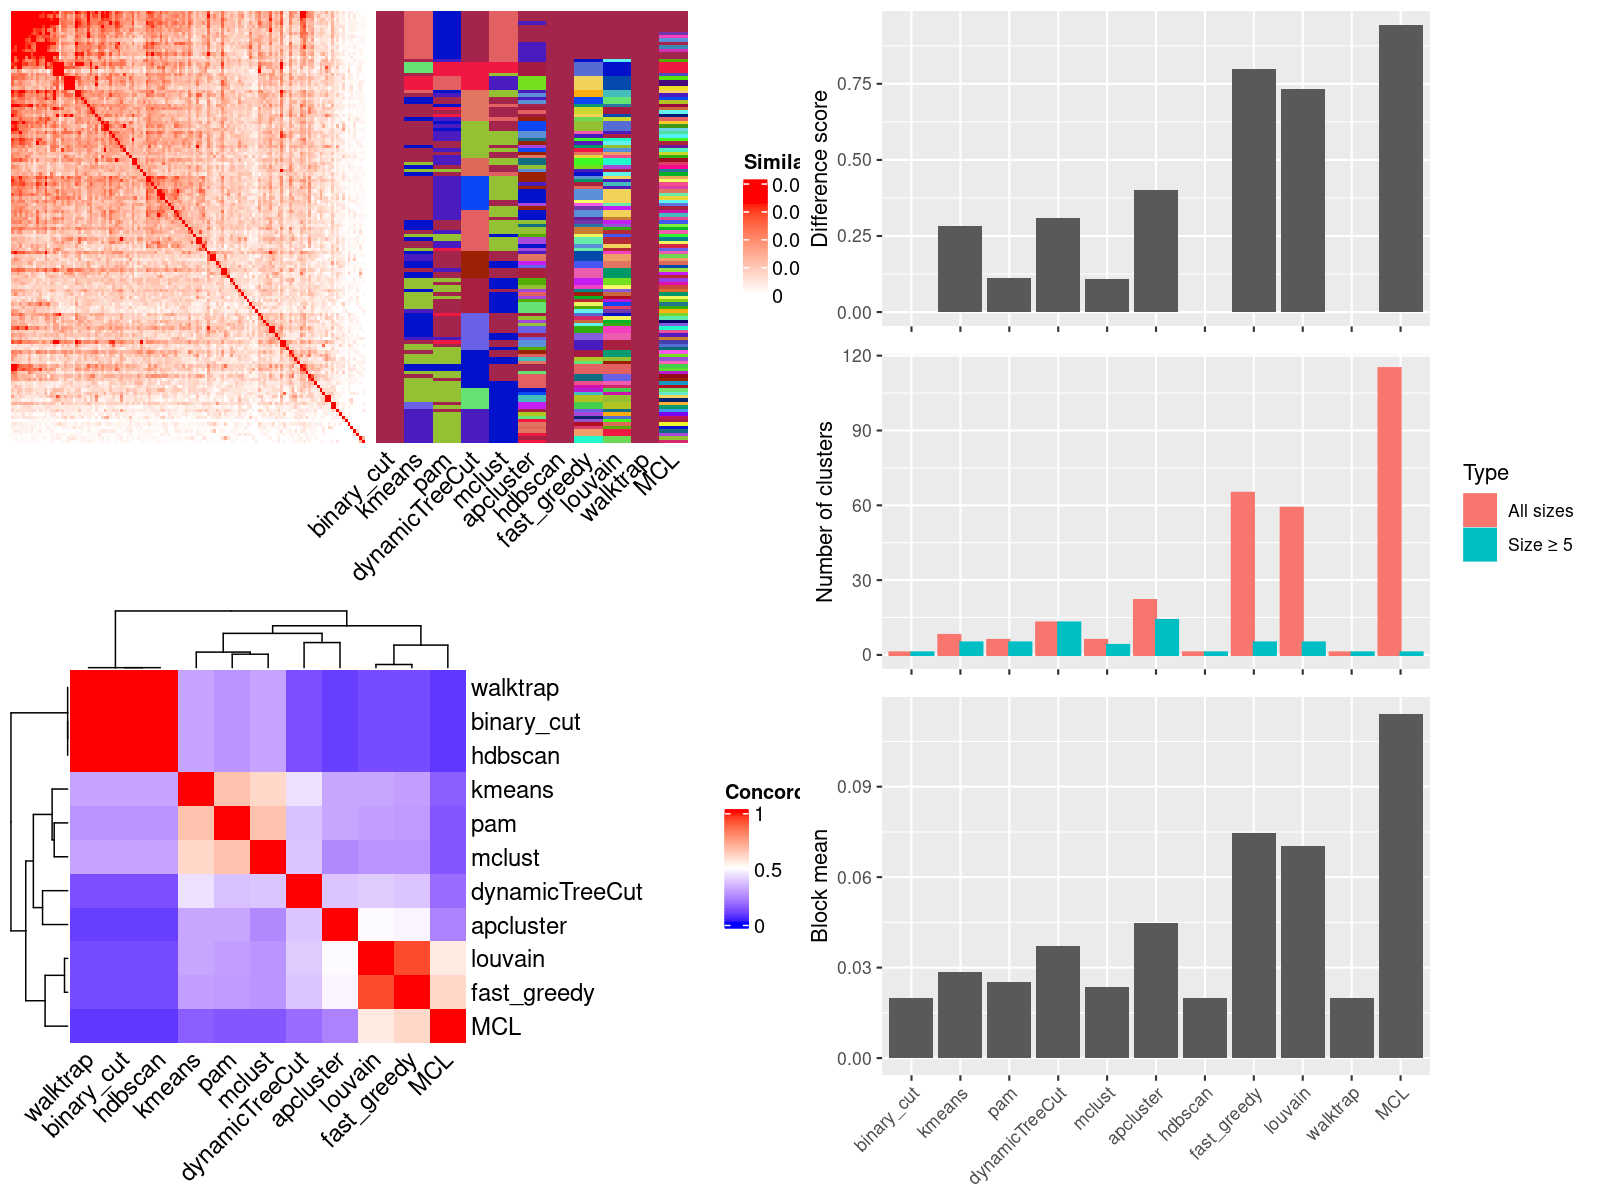 Simila
0.0
0.0
0.0
0.0
0
binary_cut
kmeans
pam
dynamicTreeCut
mclust
apcluster
hdbscan
fast_greedy
louvain
walktrap
MCL
walktrap
binary_cut
hdbscan
kmeans
pam
mclust
dynamicTreeCut
apcluster
louvain
fast_greedy
MCL
walktrap
binary_cut
hdbscan
kmeans
pam
mclust
dynamicTreeCut
apcluster
louvain
fast_greedy
MCL
Concord
1
0.5
0
Difference score
0.75
0.50
0.25
0.00
Number of clusters
120
90
60
30
0
Type
All sizes
Size ≥ 5
Block mean
0.09
0.06
0.03
0.00
binary_cut
kmeans
pam
dynamicTreeCut
mclust
apcluster
hdbscan
fast_greedy
louvain
walktrap
MCL